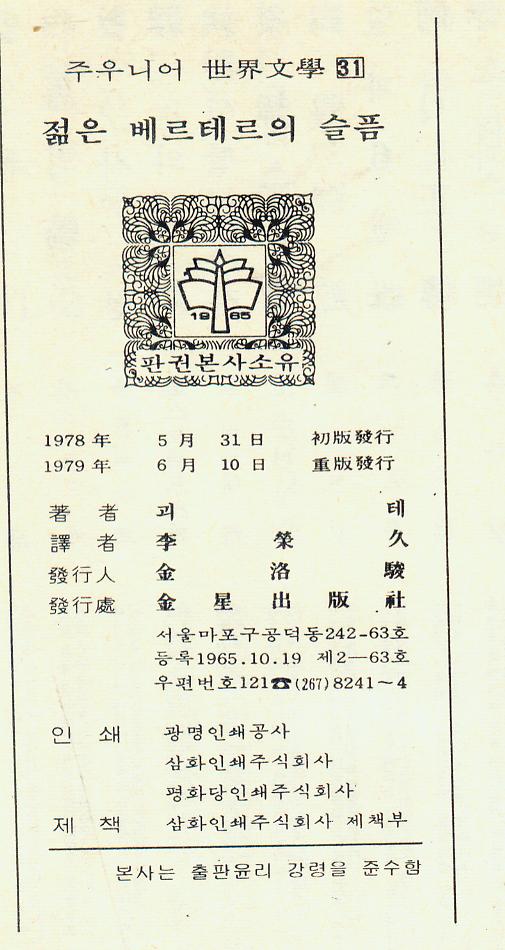 주우니어 世界文學 31
젊은 베르테르의 슬픔
1965
판권본사소유
1978 年 5 月 31 日 初版發行
1979 年 6 月 10 日 重版發行
著 者 괴 테
譯 者 李 榮 久
發行人 金 洛 駿
發行處 金 星 出 版 社
서울마포구공덕동242-63호
등록1965.10.19 제2—63호
우편번호121☎(267)8241~4
인 쇄 광명인쇄공사
삼화인쇄주식회사
평화당인쇄주식회사
제 책 삼화인쇄주식회사 제책부
본사는 출판윤리 강령을 준수함